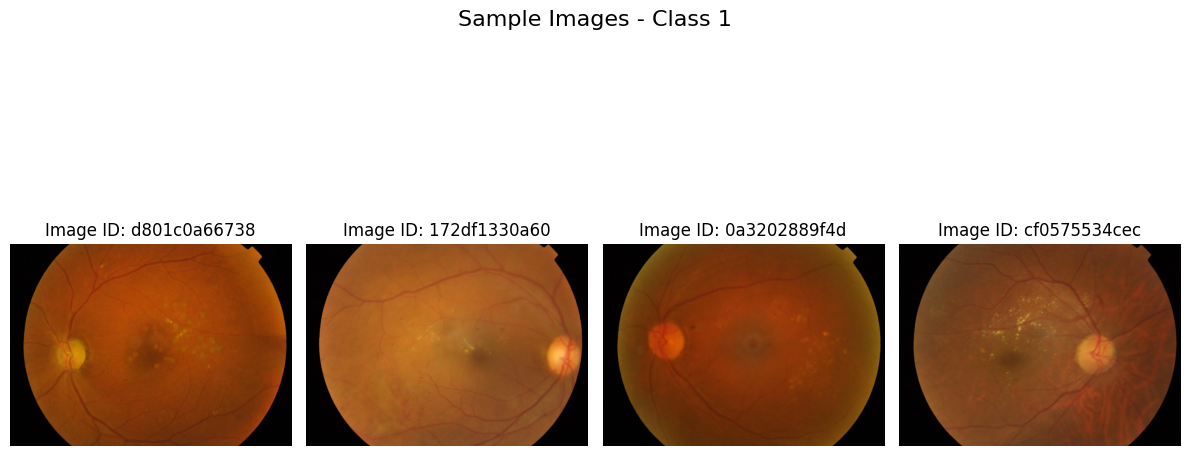 Sample Images - Class 1
Image ID: d801c0a66738
Image ID: 172df1330a60
Image ID: 0a3202889f4d
Image ID: cf0575534cec